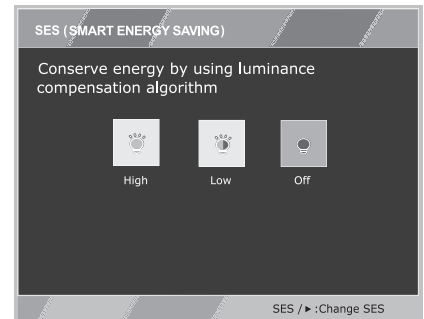 SES (SMART ENERGY SAVING)
Conserve energy by using luminance
compensation algorithm
High Low Off
SES / ► :Change SES